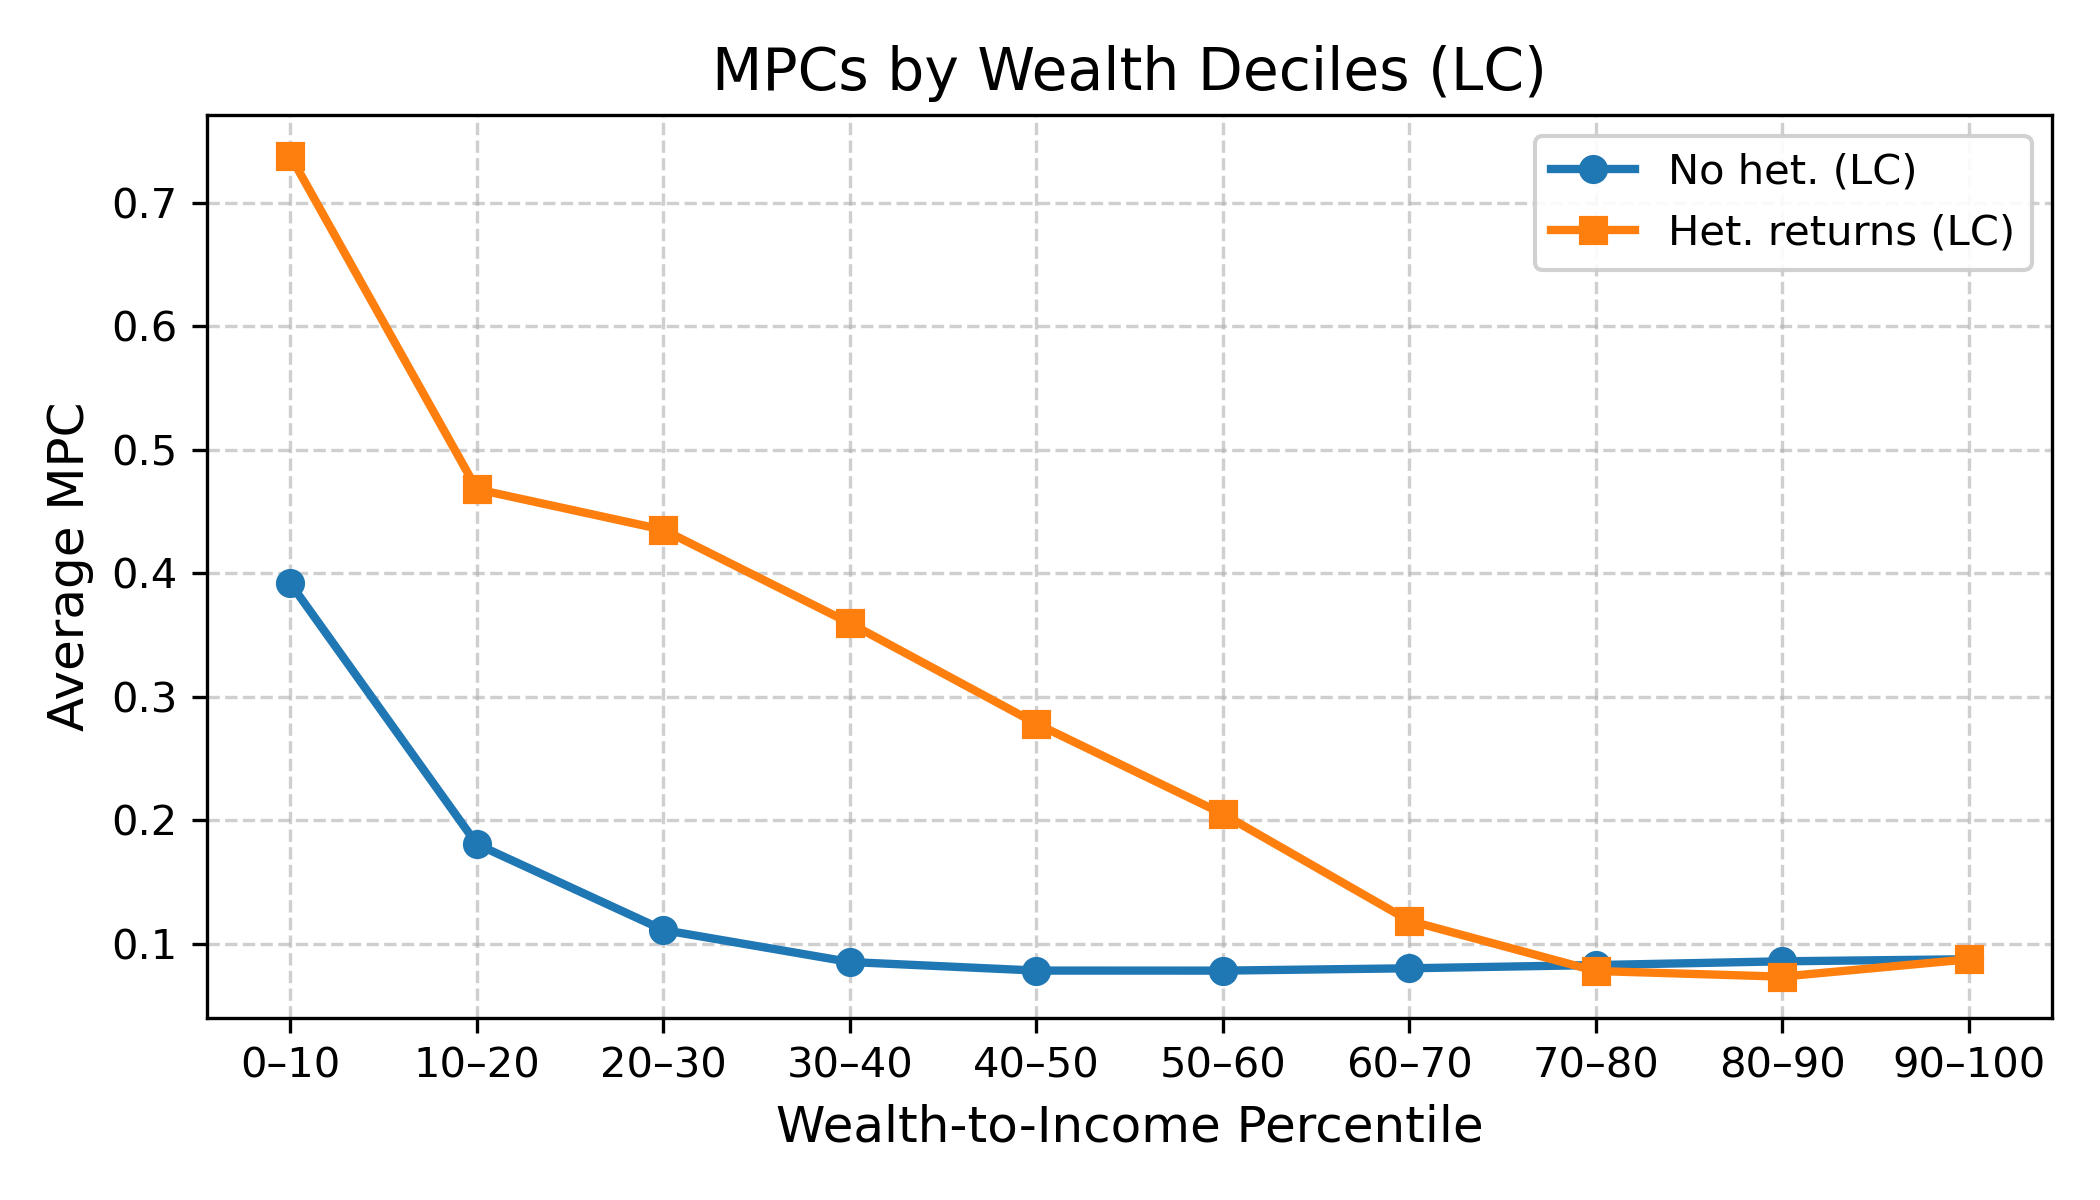 MPCs by Wealth Deciles (LC)
No het. (LC)
Het. returns (LC)
Average MPC
0.7
0.6
0.5
0.4
0.3
0.2
0.1
0–10 10–20 20–30 30–40 40–50 50–60 60–70 70–80 80–90 90–100
Wealth-to-Income Percentile